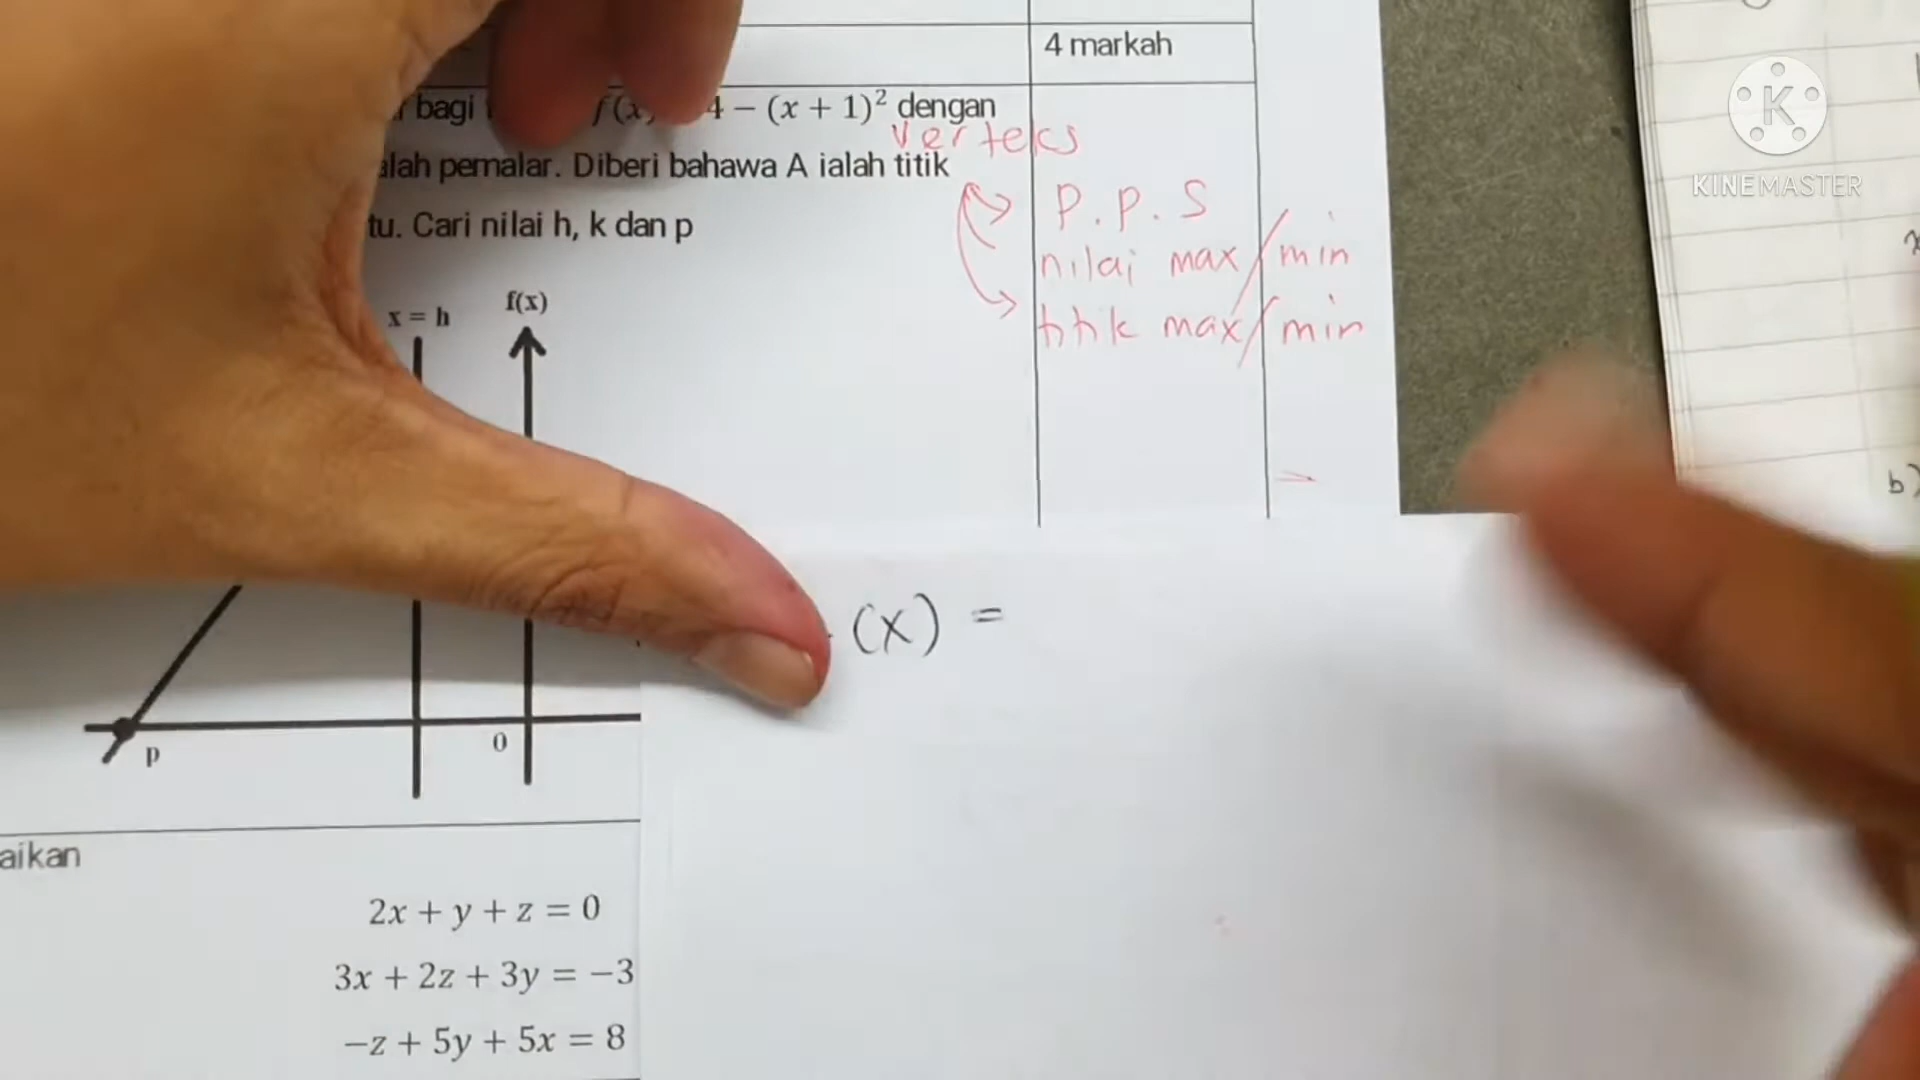 4 markah
bagi f(x) 4 − (x + 1)² dengan
verteks
alah pemalar. Diberi bahawa A ialah titik
p.p.s
tu. Cari nilai h, k dan p
nilai max/min
titik max/min
x = h
f(x)
(x) =
p
0
aikan
2x + y + z = 0
3x + 2z + 3y = −3
−z + 5y + 5x = 8
b)
KINEMASTER